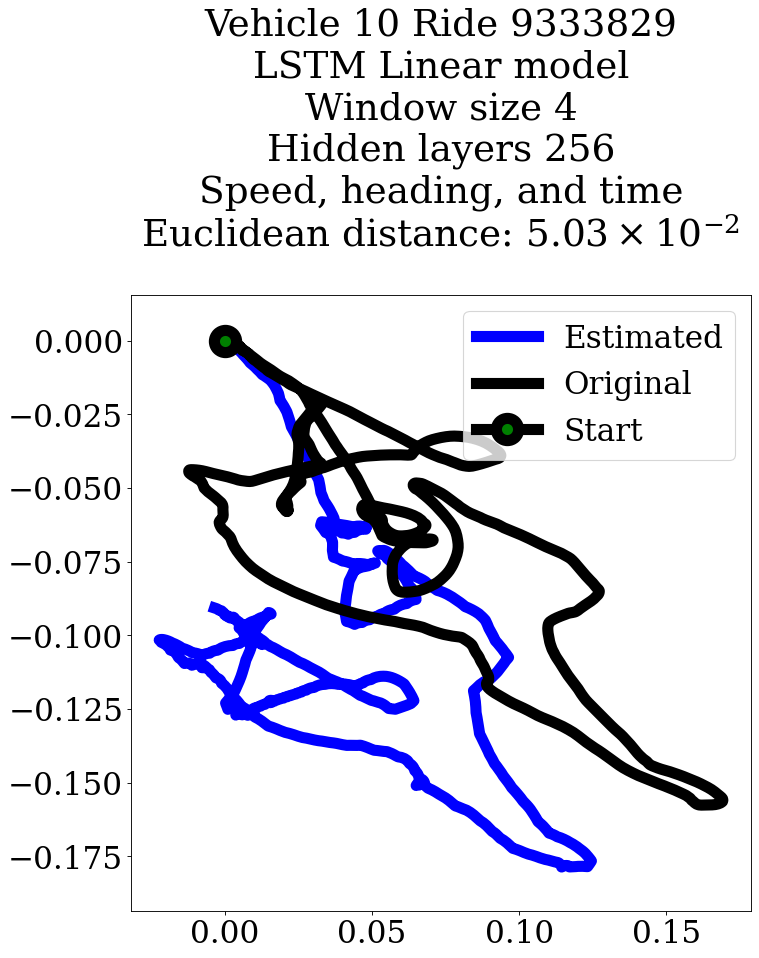 Vehicle 10 Ride 9333829
LSTM Linear model
Window size 4
Hidden layers 256
Speed, heading, and time
Euclidean distance: 5.03 × 10⁻²
Estimated
Original
Start
0.000
−0.025
−0.050
−0.075
−0.100
−0.125
−0.150
−0.175
0.00 0.05 0.10 0.15